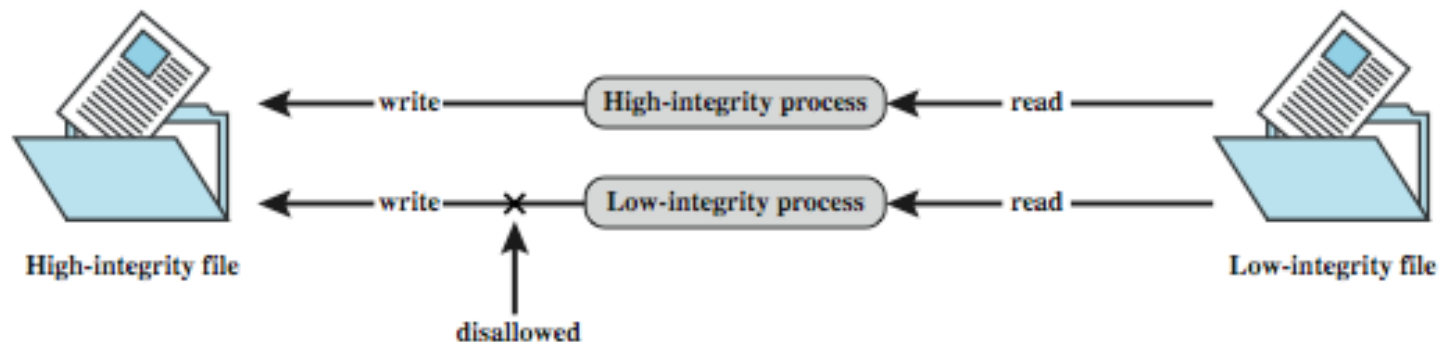 write High-integrity process read
write Low-integrity process read
High-integrity file Low-integrity file
disallowed